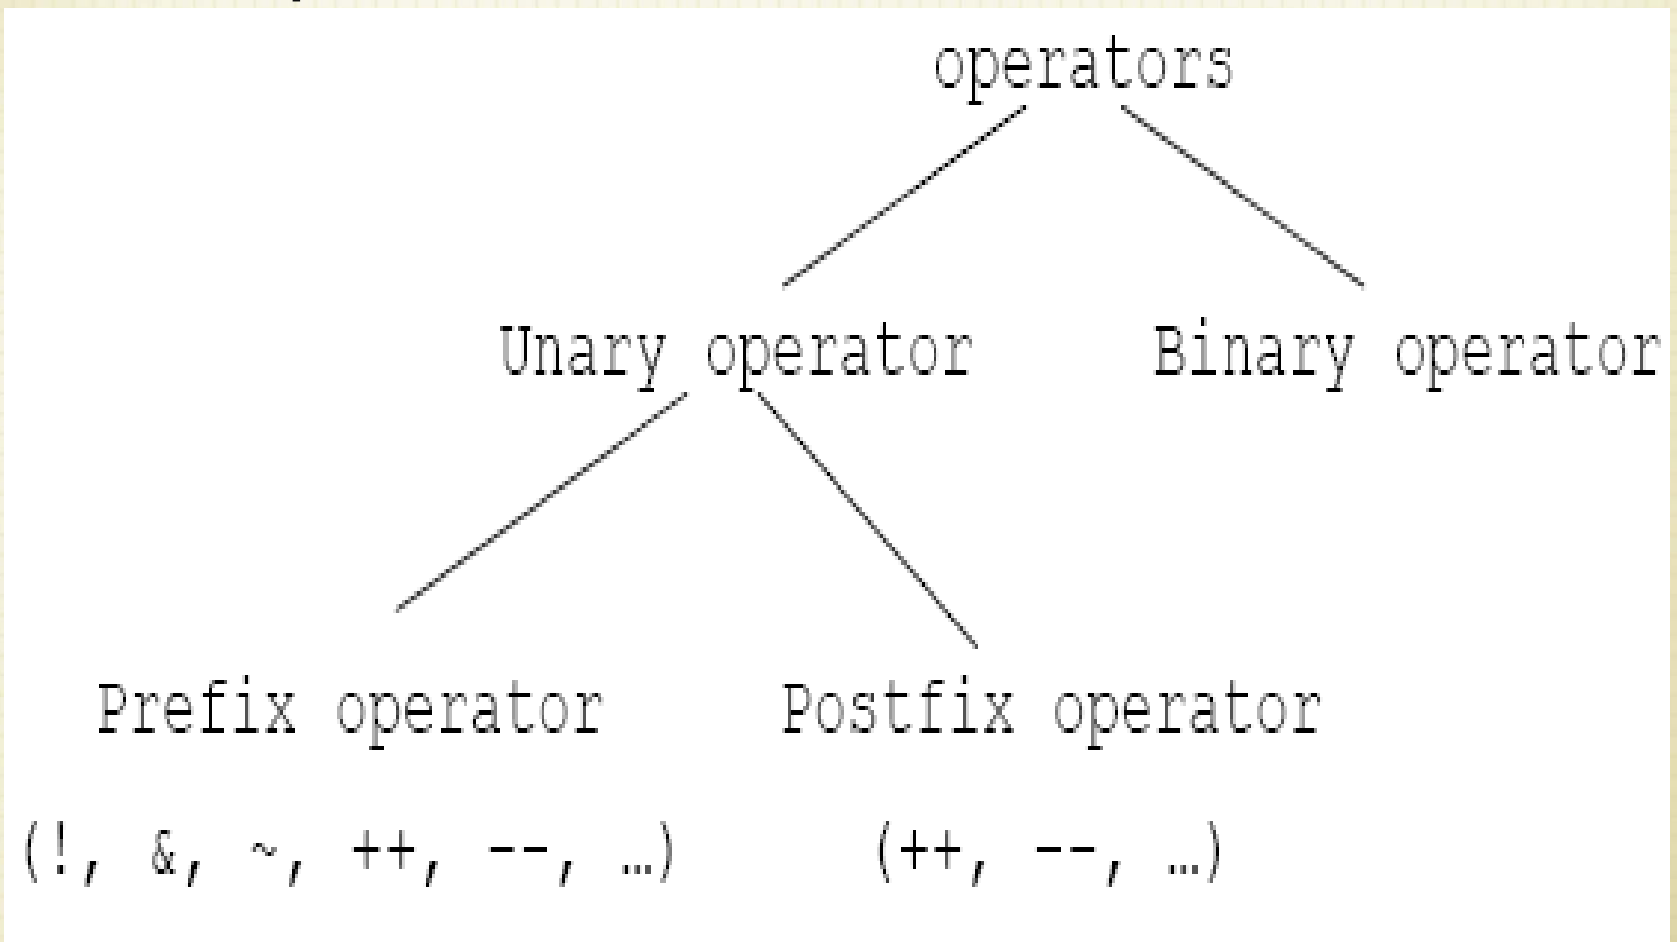 operators
Unary operator Binary operator
Prefix operator Postfix operator
(!, &, ~, ++, --, …) (++, --, …)